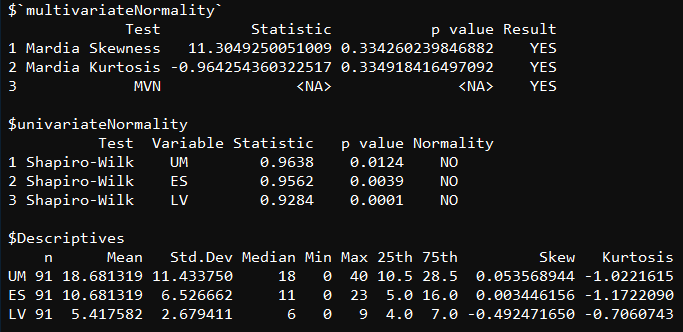 $`multivariateNormality`
Test Statistic p value Result
1 Mardia Skewness 11.3049250051009 0.334260239846882 YES
2 Mardia Kurtosis -0.964254360322517 0.334918416497092 YES
3 MVN <NA> <NA> YES
$univariateNormality
Test Variable Statistic p value Normality
1 Shapiro-Wilk UM 0.9638 0.0124 NO
2 Shapiro-Wilk ES 0.9562 0.0039 NO
3 Shapiro-Wilk LV 0.9284 0.0001 NO
$Descriptives
n Mean Std.Dev Median Min Max 25th 75th Skew Kurtosis
UM 91 18.681319 11.433750 18 0 40 10.5 28.5 0.053568944 -1.0221615
ES 91 10.681319 6.526662 11 0 23 5.0 16.0 0.003446156 -1.1722090
LV 91 5.417582 2.679411 6 0 9 4.0 7.0 -0.492471650 -0.7060743